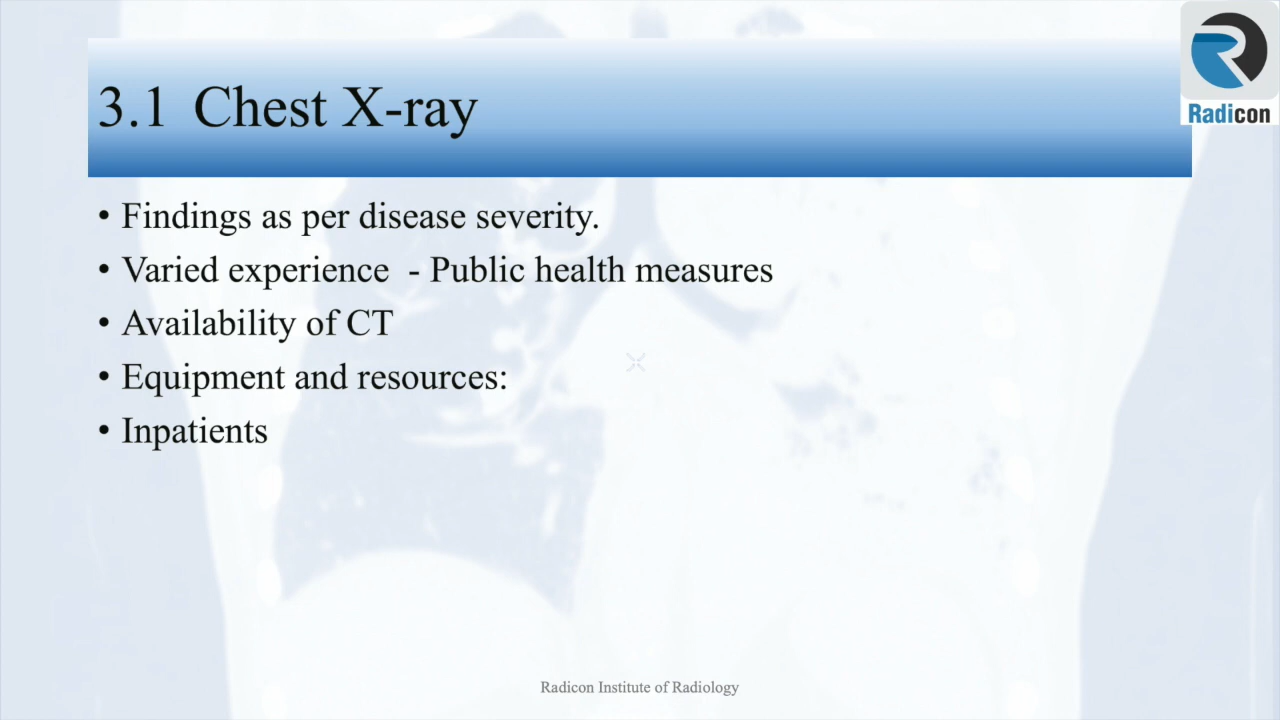 Radicon
3.1 Chest X-ray
• Findings as per disease severity.
• Varied experience - Public health measures
• Availability of CT
• Equipment and resources:
• Inpatients
Radicon Institute of Radiology